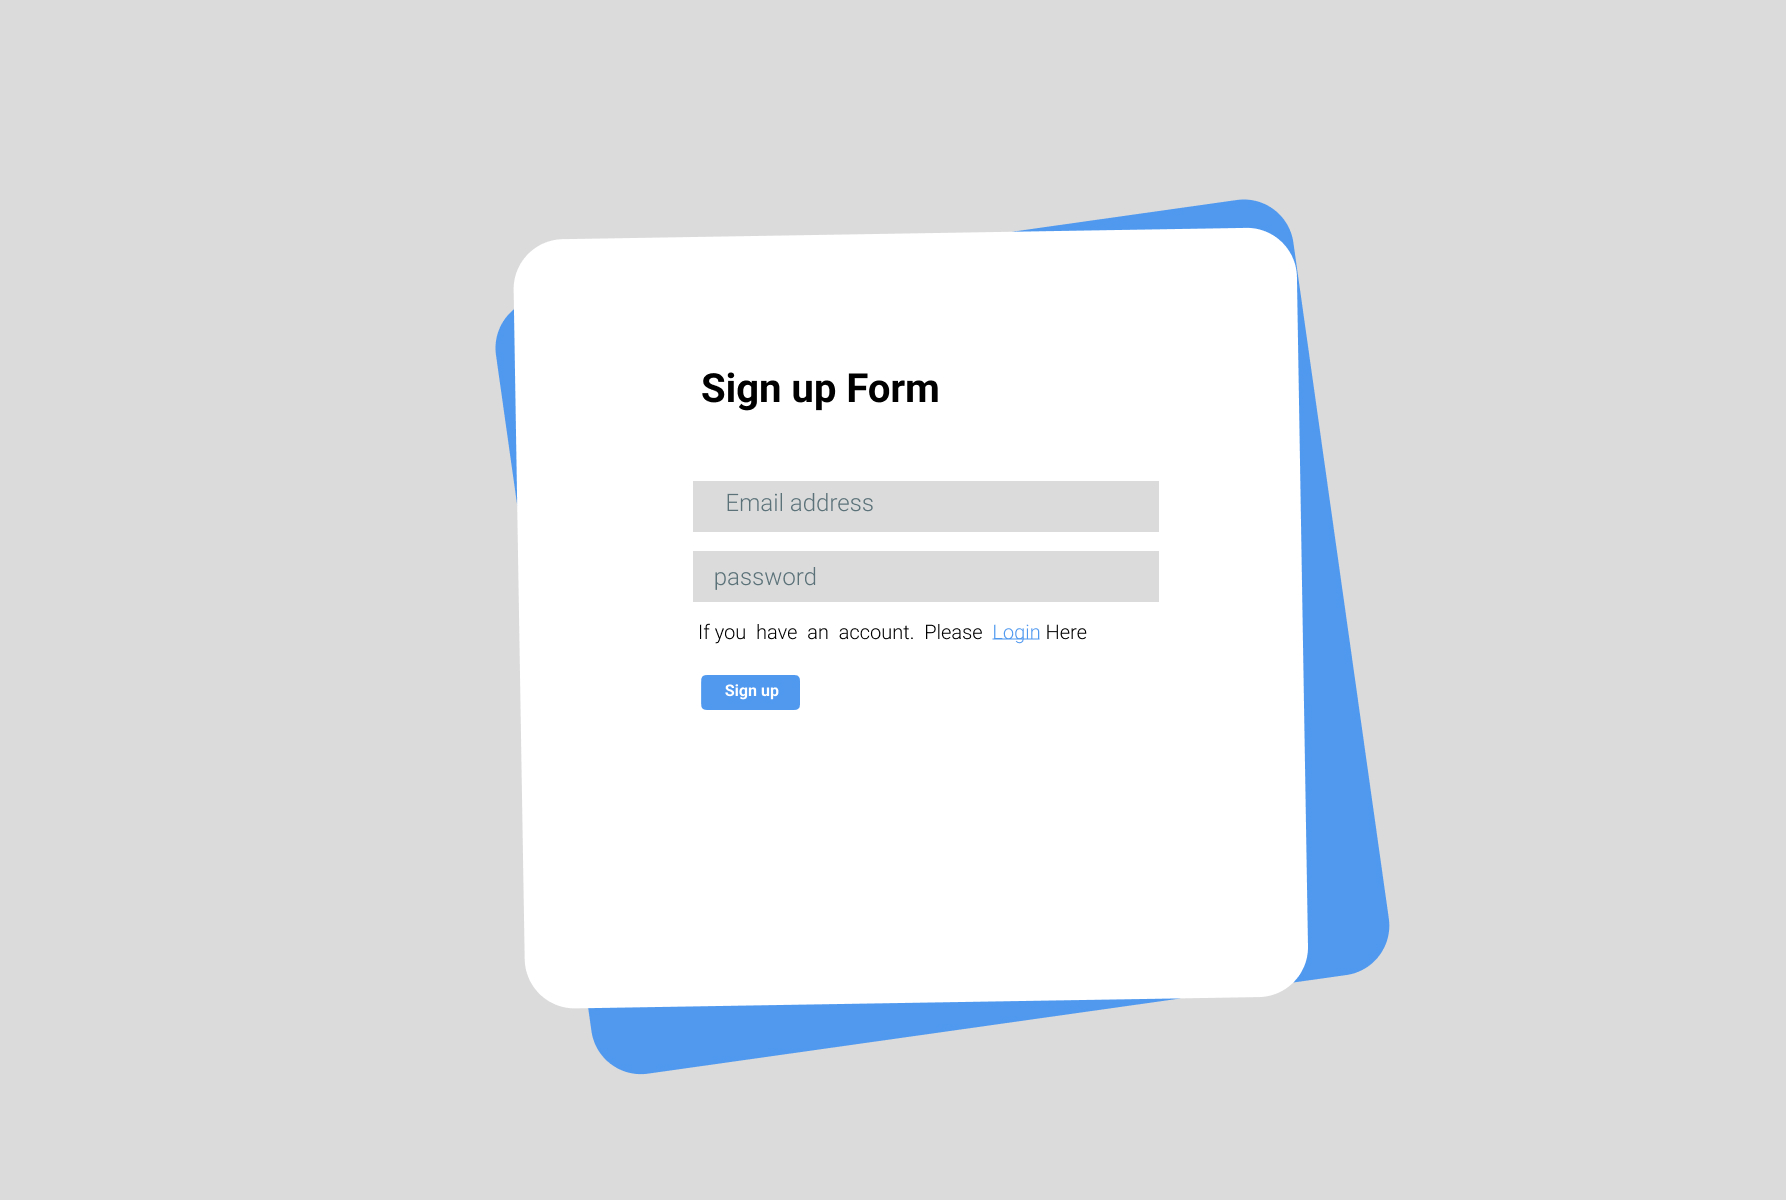 Sign up Form
Email address
password
If you have an account. Please Login Here
Sign up